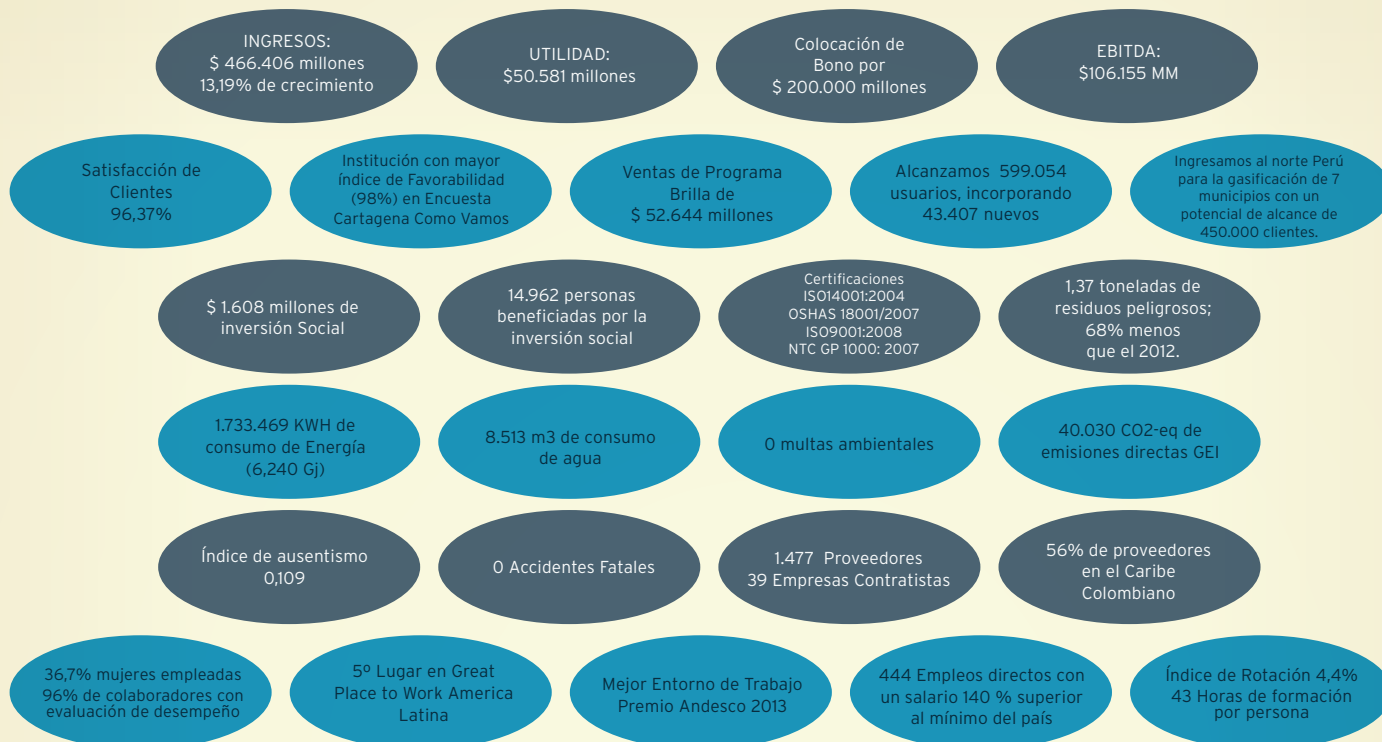 INGRESOS:
$ 466.406 millones
13,19% de crecimiento
UTILIDAD:
$50.581 millones
Colocación de
Bono por
$ 200.000 millones
EBITDA:
$106.155 MM
Satisfacción de
Clientes
96,37%
Institución con mayor
índice de Favorabilidad
(98%) en Encuesta
Cartagena Como Vamos
Ventas de Programa
Brilla de
$ 52.644 millones
Alcanzamos 599.054
usuarios, incorporando
43.407 nuevos
Ingresamos al norte Perú
para la gasificación de 7
municipios con un
potencial de alcance de
450.000 clientes.
$ 1.608 millones de
inversión Social
14.962 personas
beneficiadas por la
inversión social
Certificaciones
ISO14001:2004
OSHAS 18001/2007
ISO9001:2008
NTC GP 1000: 2007
1,37 toneladas de
residuos peligrosos;
68% menos
que el 2012.
1.733.469 KWH de
consumo de Energía
(6,240 Gj)
8.513 m3 de consumo
de agua
0 multas ambientales
40.030 CO2-eq de
emisiones directas GEI
Índice de ausentismo
0,109
0 Accidentes Fatales
1.477 Proveedores
39 Empresas Contratistas
56% de proveedores
en el Caribe
Colombiano
36,7% mujeres empleadas
96% de colaboradores con
evaluación de desempeño
5º Lugar en Great
Place to Work America
Latina
Mejor Entorno de Trabajo
Premio Andesco 2013
444 Empleos directos con
un salario 140 % superior
al mínimo del país
Índice de Rotación 4,4%
43 Horas de formación
por persona